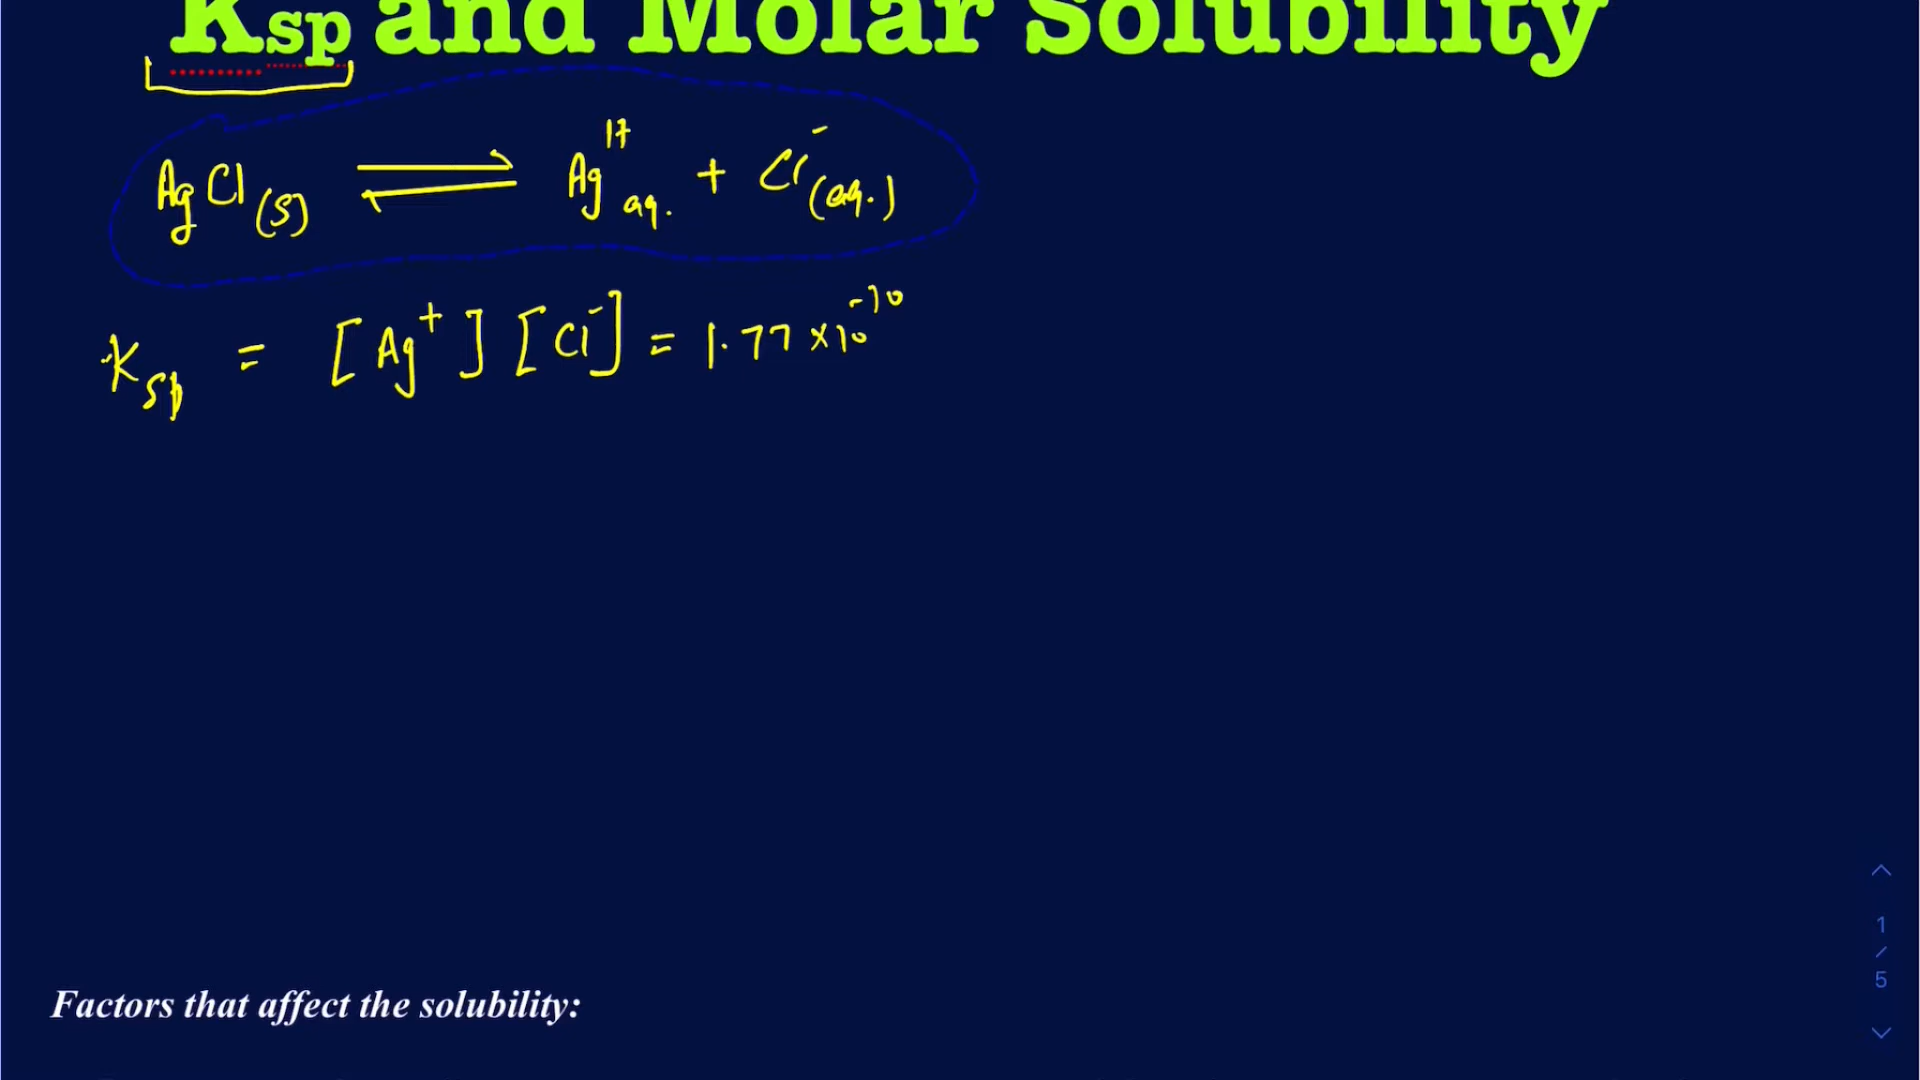 Ksp and Molar Solubility
AgCl(s) ⇌ Ag¹⁺ aq. + Cl⁻(aq.)
Ksp = [Ag⁺] [Cl⁻] = 1.77 × 10⁻¹⁰
1
/
5
Factors that affect the solubility: